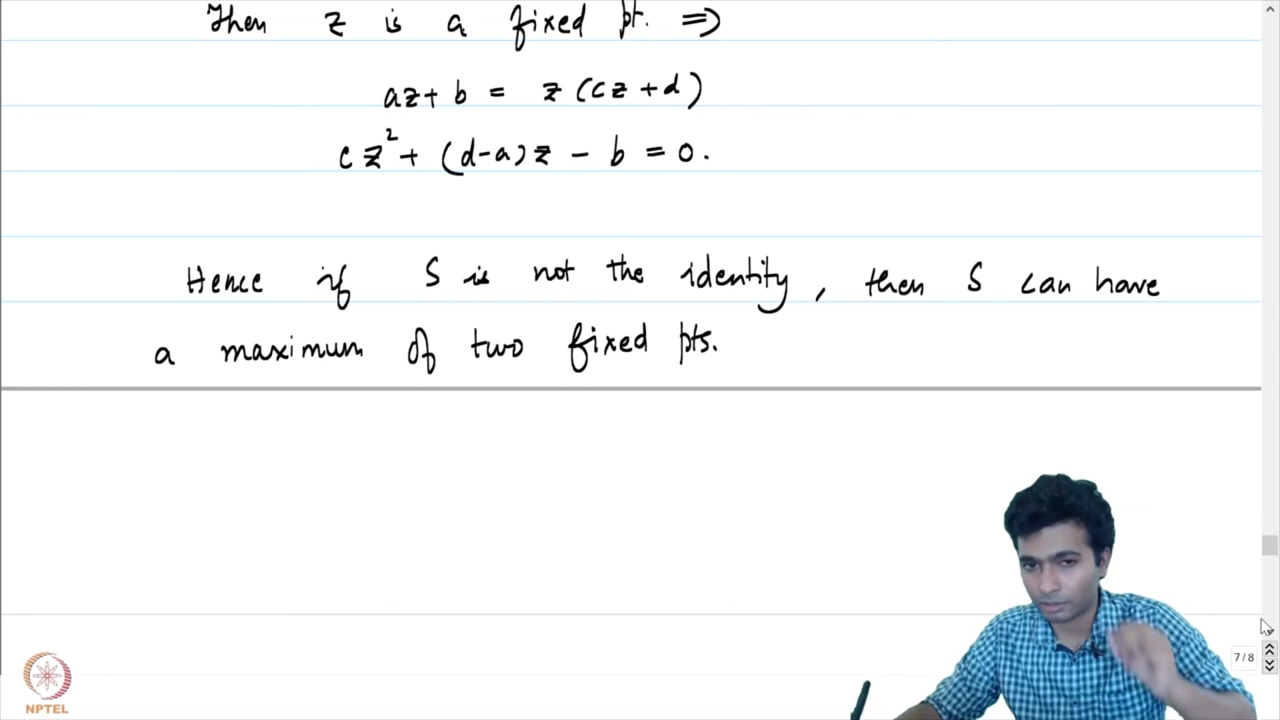 Then z is a fixed pt. ⇒
az + b = z (cz + d)
cz² + (d-a)z - b = 0.
Hence if S is not the identity, then S can have
a maximum of two fixed pts.
7/8
NPTEL